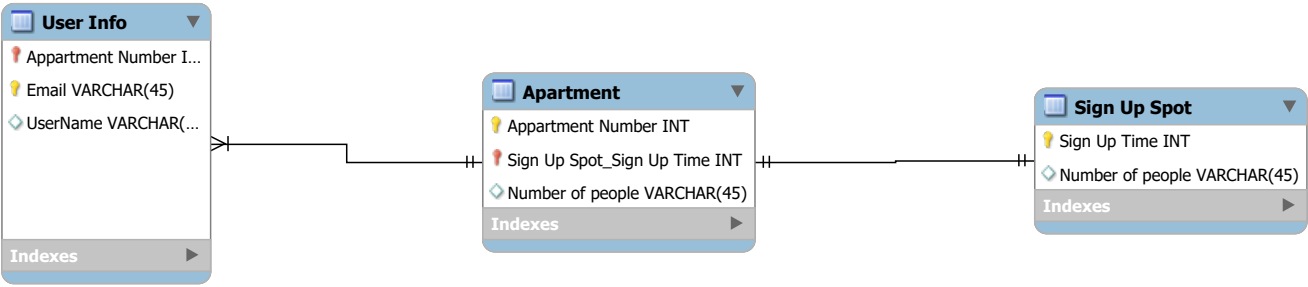 User Info
Appartment Number I...
Email VARCHAR(45)
UserName VARCHAR(...
Indexes
Apartment
Appartment Number INT
Sign Up Spot_Sign Up Time INT
Number of people VARCHAR(45)
Indexes
Sign Up Spot
Sign Up Time INT
Number of people VARCHAR(45)
Indexes